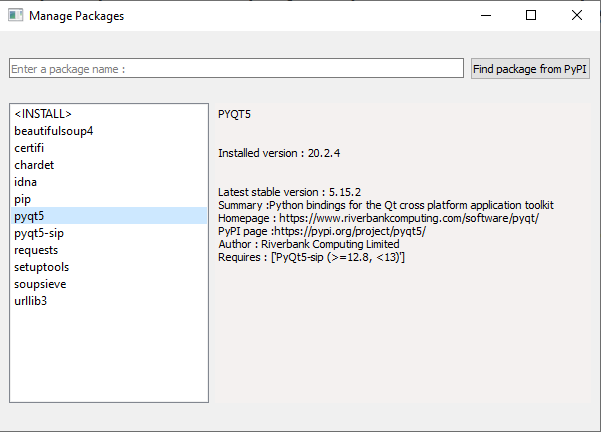 Manage Packages
Enter a package name :
Find package from PyPI
<INSTALL>
beautifulsoup4
certifi
chardet
idna
pip
pyqt5
pyqt5-sip
requests
setuptools
soupsieve
urllib3
PYQT5
Installed version : 20.2.4
Latest stable version : 5.15.2
Summary :Python bindings for the Qt cross platform application toolkit
Homepage : https://www.riverbankcomputing.com/software/pyqt/
PyPI page :https://pypi.org/project/pyqt5/
Author : Riverbank Computing Limited
Requires : ['PyQt5-sip (>=12.8, <13)']